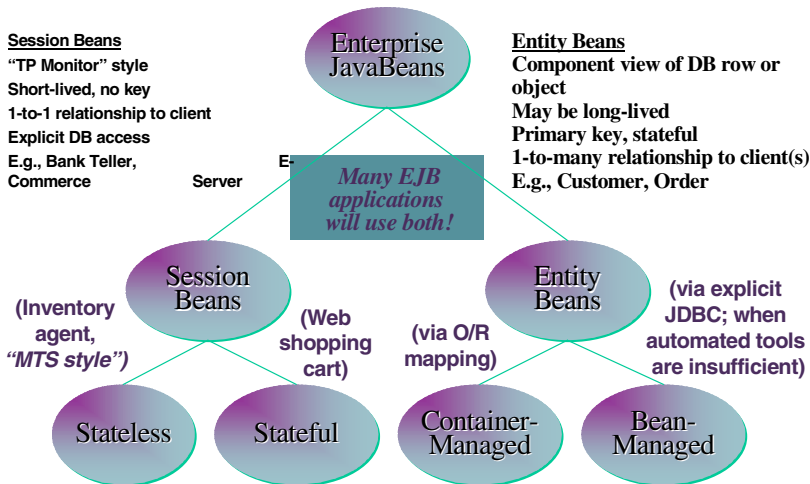 Session Beans
“TP Monitor” style
Short-lived, no key
1-to-1 relationship to client
Explicit DB access
E.g., Bank Teller, E-
Commerce Server
Enterprise
JavaBeans
Entity Beans
Component view of DB row or
object
May be long-lived
Primary key, stateful
1-to-many relationship to client(s)
E.g., Customer, Order
Many EJB
applications
will use both!
Session
Beans
Entity
Beans
(Inventory
agent,
“MTS style”)
(Web
shopping
cart)
(via O/R
mapping)
(via explicit
JDBC; when
automated tools
are insufficient)
Stateless
Stateful
Container-
Managed
Bean-
Managed